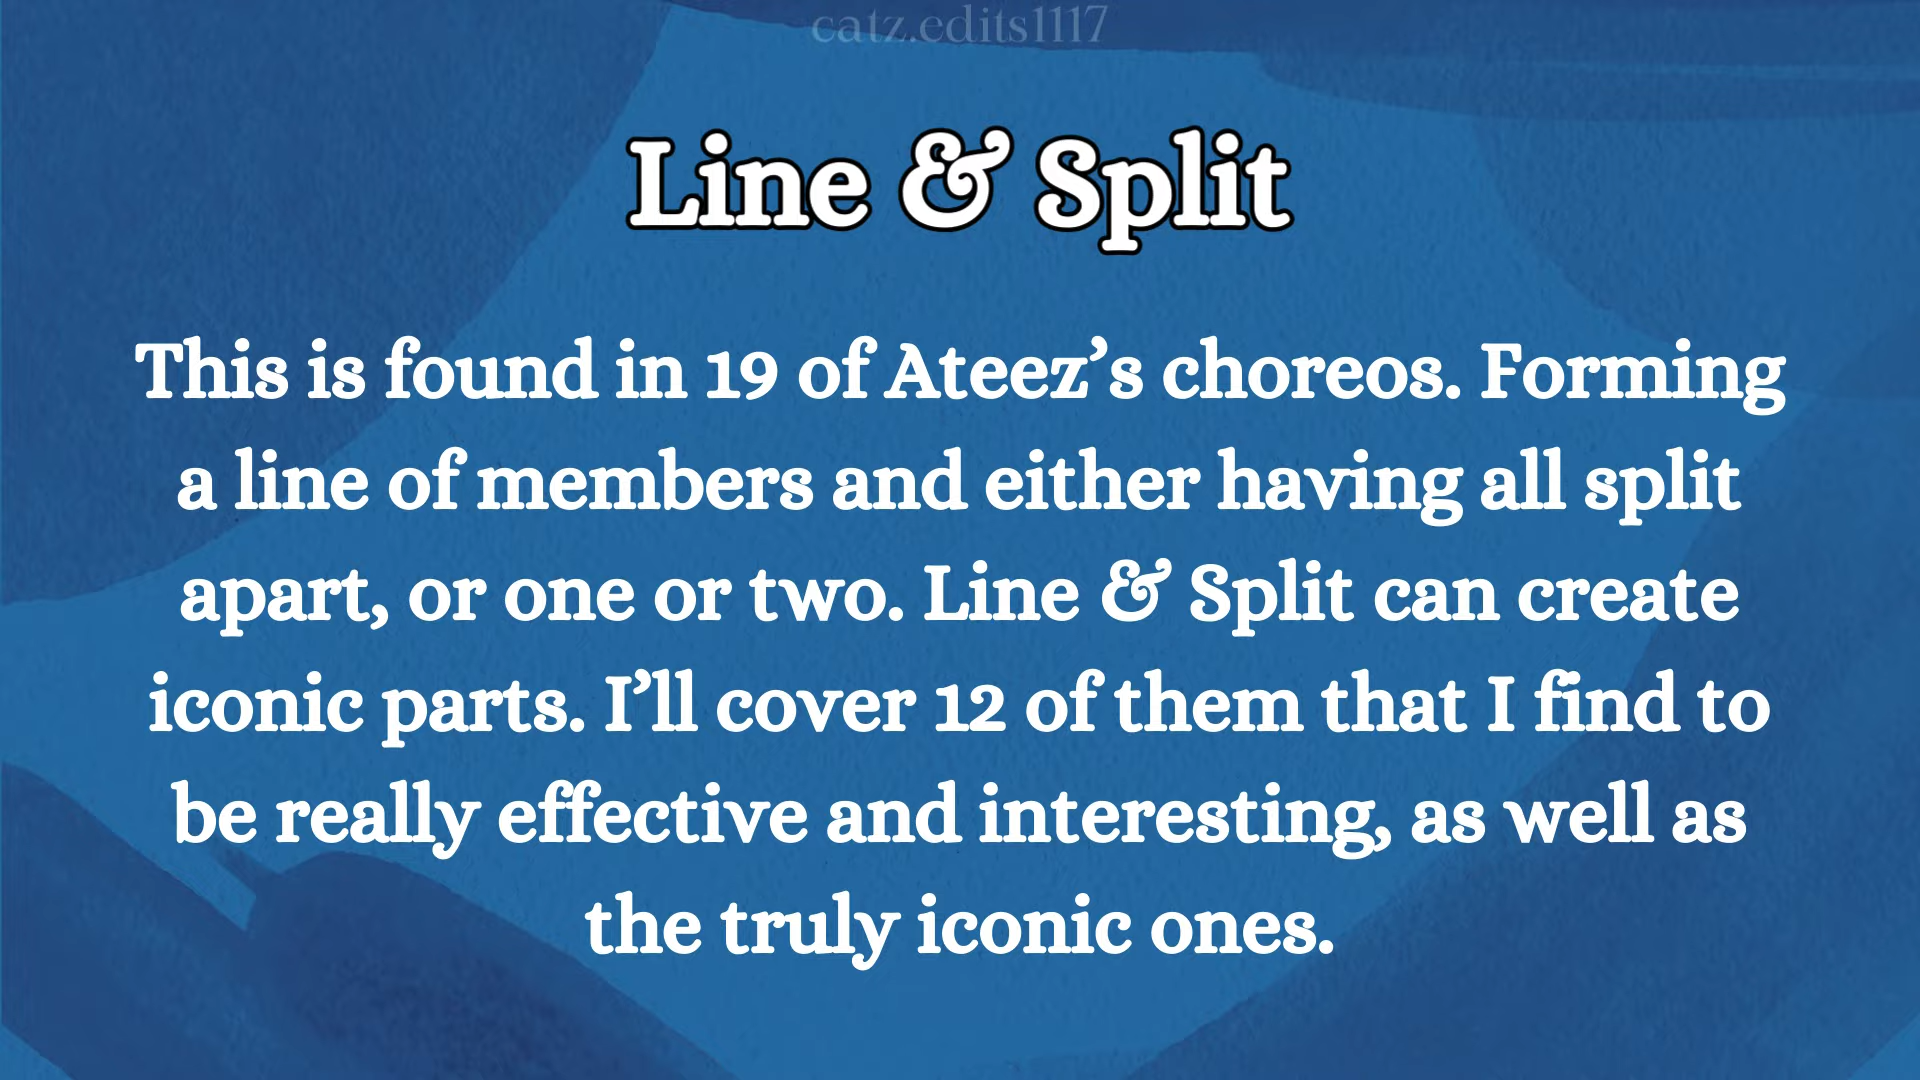 catz.edits1117
Line & Split
This is found in 19 of Ateez’s choreos. Forming
a line of members and either having all split
apart, or one or two. Line & Split can create
iconic parts. I’ll cover 12 of them that I find to
be really effective and interesting, as well as
the truly iconic ones.